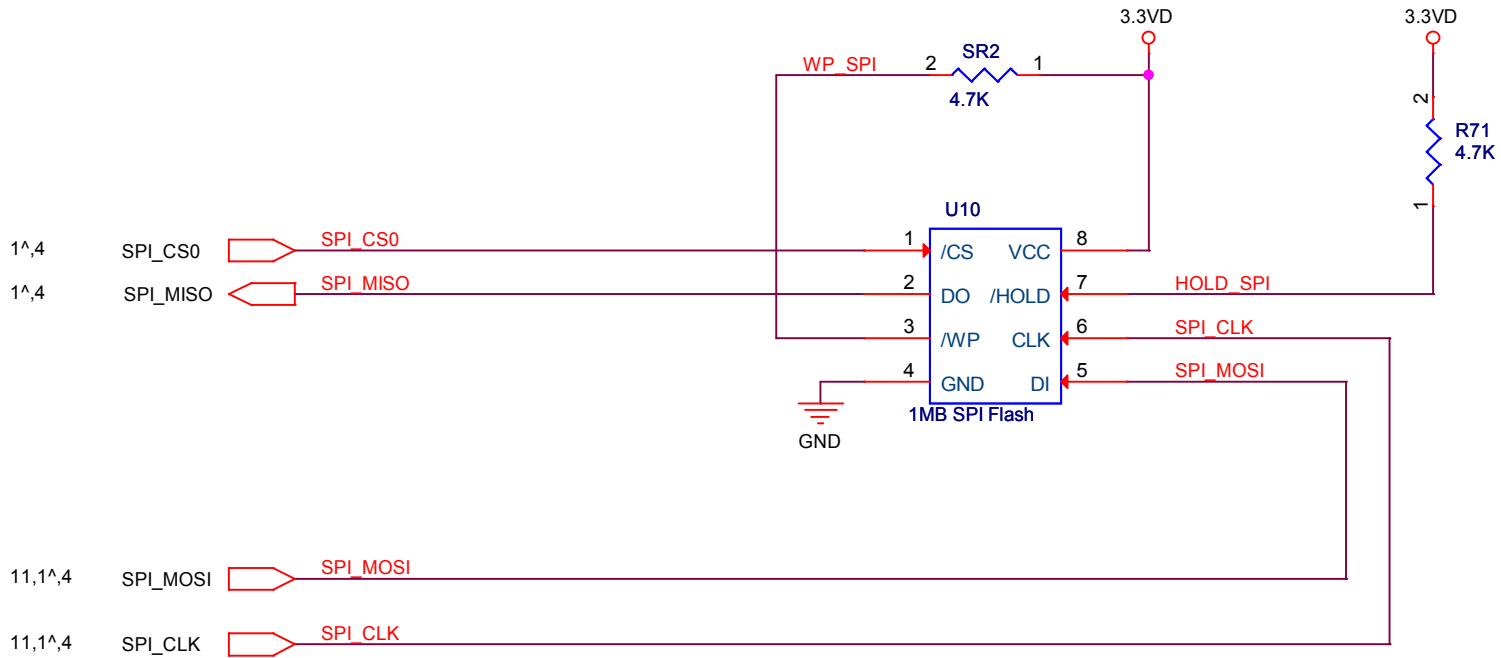 3.3VD
3.3VD
WP_SPI
2
SR2
1
4.7K
2
R71
4.7K
1
U10
1^,4
SPI_CS0
SPI_CS0
1
/CS
VCC
8
1^,4
SPI_MISO
SPI_MISO
2
DO
/HOLD
7
HOLD_SPI
3
/WP
CLK
6
SPI_CLK
4
GND
DI
5
SPI_MOSI
1MB SPI Flash
GND
11,1^,4
SPI_MOSI
SPI_MOSI
11,1^,4
SPI_CLK
SPI_CLK